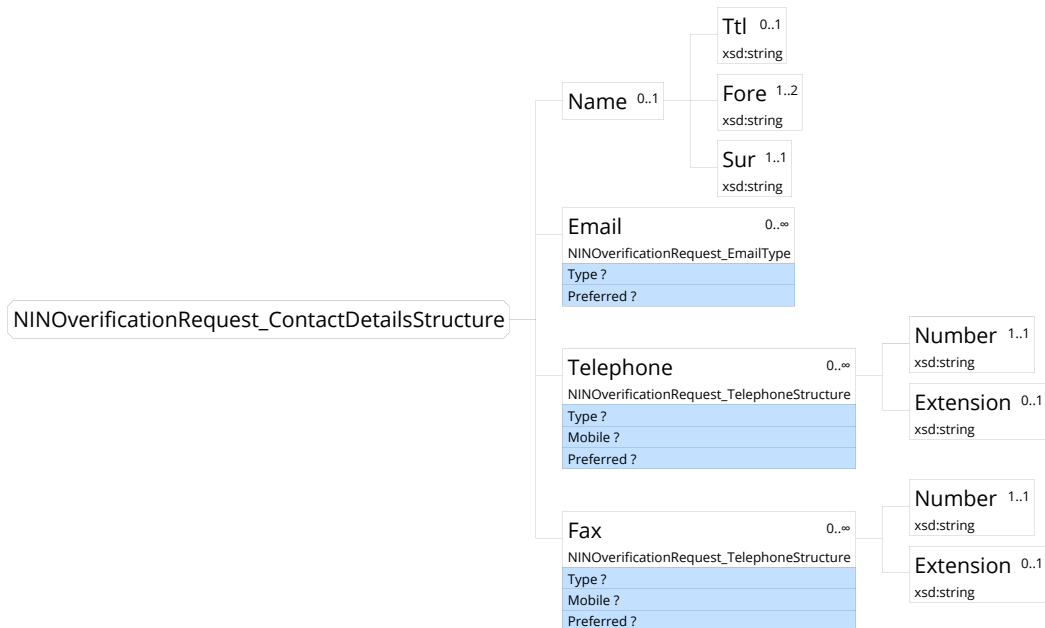 Ttl 0..1
xsd:string
Name 0..1
Fore 1..2
xsd:string
Sur 1..1
xsd:string
Email 0..∞
NINOverificationRequest_EmailType
Type ?
Preferred ?
NINOverificationRequest_ContactDetailsStructure
Telephone 0..∞
NINOverificationRequest_TelephoneStructure
Type ?
Mobile ?
Preferred ?
Number 1..1
xsd:string
Extension 0..1
xsd:string
Fax 0..∞
NINOverificationRequest_TelephoneStructure
Type ?
Mobile ?
Preferred ?
Number 1..1
xsd:string
Extension 0..1
xsd:string